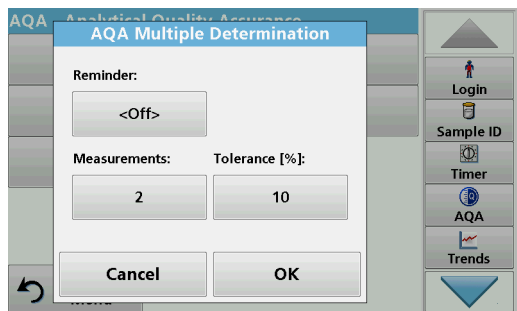 AQA - Analytical Quality Assurance
AQA Multiple Determination
Reminder:
<Off>
Measurements:
Tolerance [%]:
2
10
Cancel
OK
Menu
Login
Sample ID
Timer
AQA
Trends